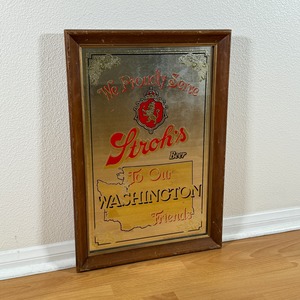 We Proudly Serve
Stroh's
Beer
To Our
WASHINGTON
Friends